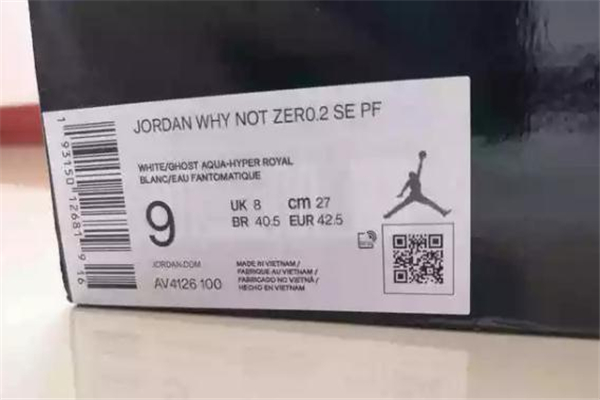 JORDAN WHY NOT ZER0.2 SE PF
WHITE/GHOST AQUA-HYPER ROYAL
BLANC/EAU FANTOMATIQUE
9
UK 8 cm 27
BR 40.5 EUR 42.5
JORDAN.COM
AV4126 100
MADE IN VIETNAM /
FABRIQUÉ AU VIETNAM /
FABRICADO NO VIETNÃ /
HECHO EN VIETNAM
1 93150 12681 9 16